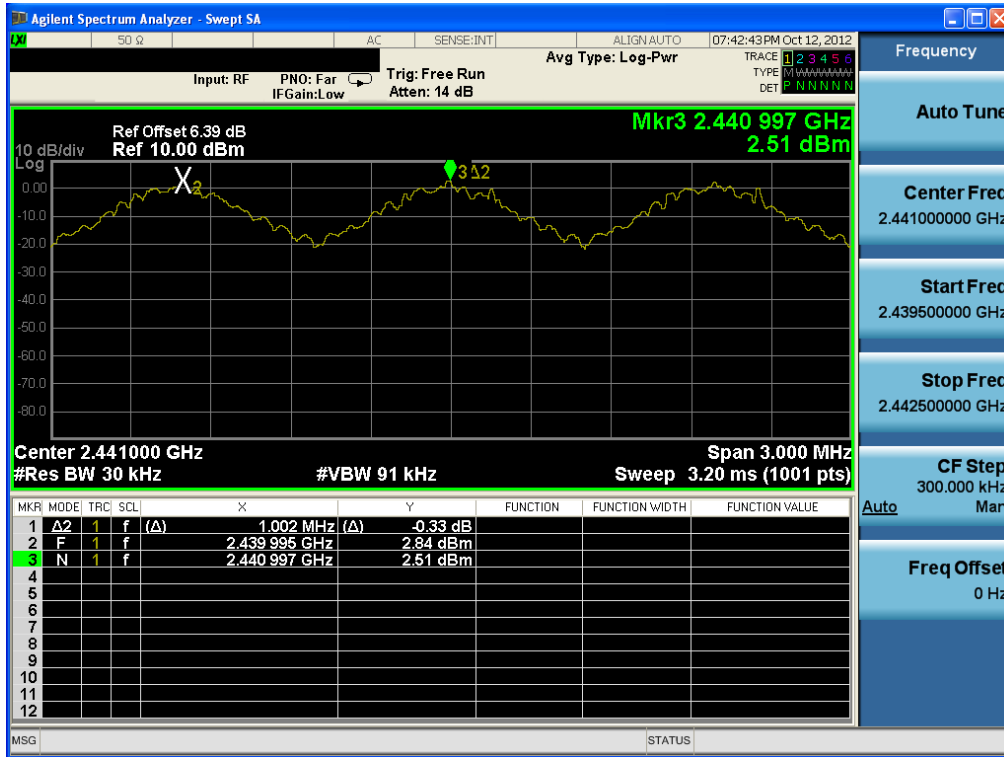 Agilent Spectrum Analyzer - Swept SA
LXI 50 Ω AC SENSE:INT ALIGN AUTO 07:42:43 PM Oct 12, 2012
Frequency
Input: RF PNO: Far Trig: Free Run Avg Type: Log-Pwr TRACE 1 2 3 4 5 6
IFGain:Low Atten: 14 dB TYPE M
DET P N N N N N
Auto Tune
Mkr3 2.440 997 GHz
2.51 dBm
Ref Offset 6.39 dB
10 dB/div Ref 10.00 dBm
Log
2 3 Δ2
0.00
-10.0
-20.0
-30.0
-40.0
-50.0
-60.0
-70.0
-80.0
Center Freq
2.441000000 GHz
Start Freq
2.439500000 GHz
Stop Freq
2.442500000 GHz
Center 2.441000 GHz Span 3.000 MHz
#Res BW 30 kHz #VBW 91 kHz Sweep 3.20 ms (1001 pts)
CF Step
300.000 kHz
Auto Man
MKR MODE TRC SCL X Y FUNCTION FUNCTION WIDTH FUNCTION VALUE
1 Δ2 1 f (Δ) 1.002 MHz (Δ) -0.33 dB
2 F 1 f 2.439 995 GHz 2.84 dBm
3 N 1 f 2.440 997 GHz 2.51 dBm
4
5
6
7
8
9
10
11
12
Freq Offset
0 Hz
MSG STATUS